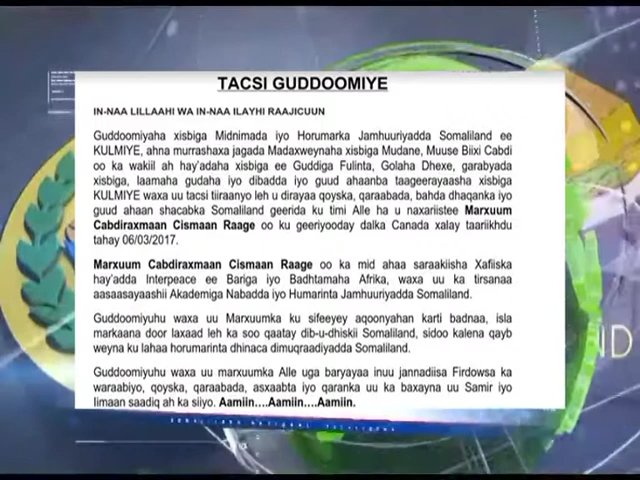 TACSI GUDDOOMIYE
IN-NAA LILLAAHI WA IN-NAA ILAYHI RAAJICUUN
Guddoomiyaha xisbiga Midnimada iyo Horumarka Jamhuuriyadda Somaliland ee
KULMIYE, ahna murrashaxa jagada Madaxweynaha xisbiga Mudane, Muuse Biixi Cabdi
oo ka wakiil ah hay'adaha xisbiga ee Guddiga Fulinta, Golaha Dhexe, garabyada
xisbiga, laamaha gudaha iyo dibadda iyo guud ahaanba taageerayaasha xisbiga
KULMIYE waxa uu tacsi tiiraanyo leh u dirayaa qoyska, qaraabada, bahda dhaqanka iyo
guud ahaan shacabka Somaliland geerida ku timi Alle ha u naxariistee Marxuum
Cabdiraxmaan Cismaan Raage oo ku geeriyooday dalka Canada xalay taariikhdu
tahay 06/03/2017.
Marxuum Cabdiraxmaan Cismaan Raage oo ka mid ahaa saraakiisha Xafiiska
hay'adda Interpeace ee Bariga iyo Badhtamaha Afrika, waxa uu ka tirsanaa
aasaasayaashii Akademiga Nabadda iyo Humarinta Jamhuuriyadda Somaliland.
Guddoomiyuhu waxa uu Marxuumka ku sifeeyey aqoonyahan karti badnaa, isla
markaana door laxaad leh ka soo qaatay dib-u-dhiskii Somaliland, sidoo kalena qayb
weyna ku lahaa horumarinta dhinaca dimuqraadiyadda Somaliland.
Guddoomiyuhu waxa uu marxuumka Alle uga baryayaa inuu jannadiisa Firdowsa ka
waraabiyo, qoyska, qaraabada, asxaabta iyo qaranka uu ka baxayna uu Samir iyo
Iimaan saadiq ah ka siiyo. Aamiin....Aamiin....Aamiin.
SOMALILAND NATIONAL TELEVISION
ND